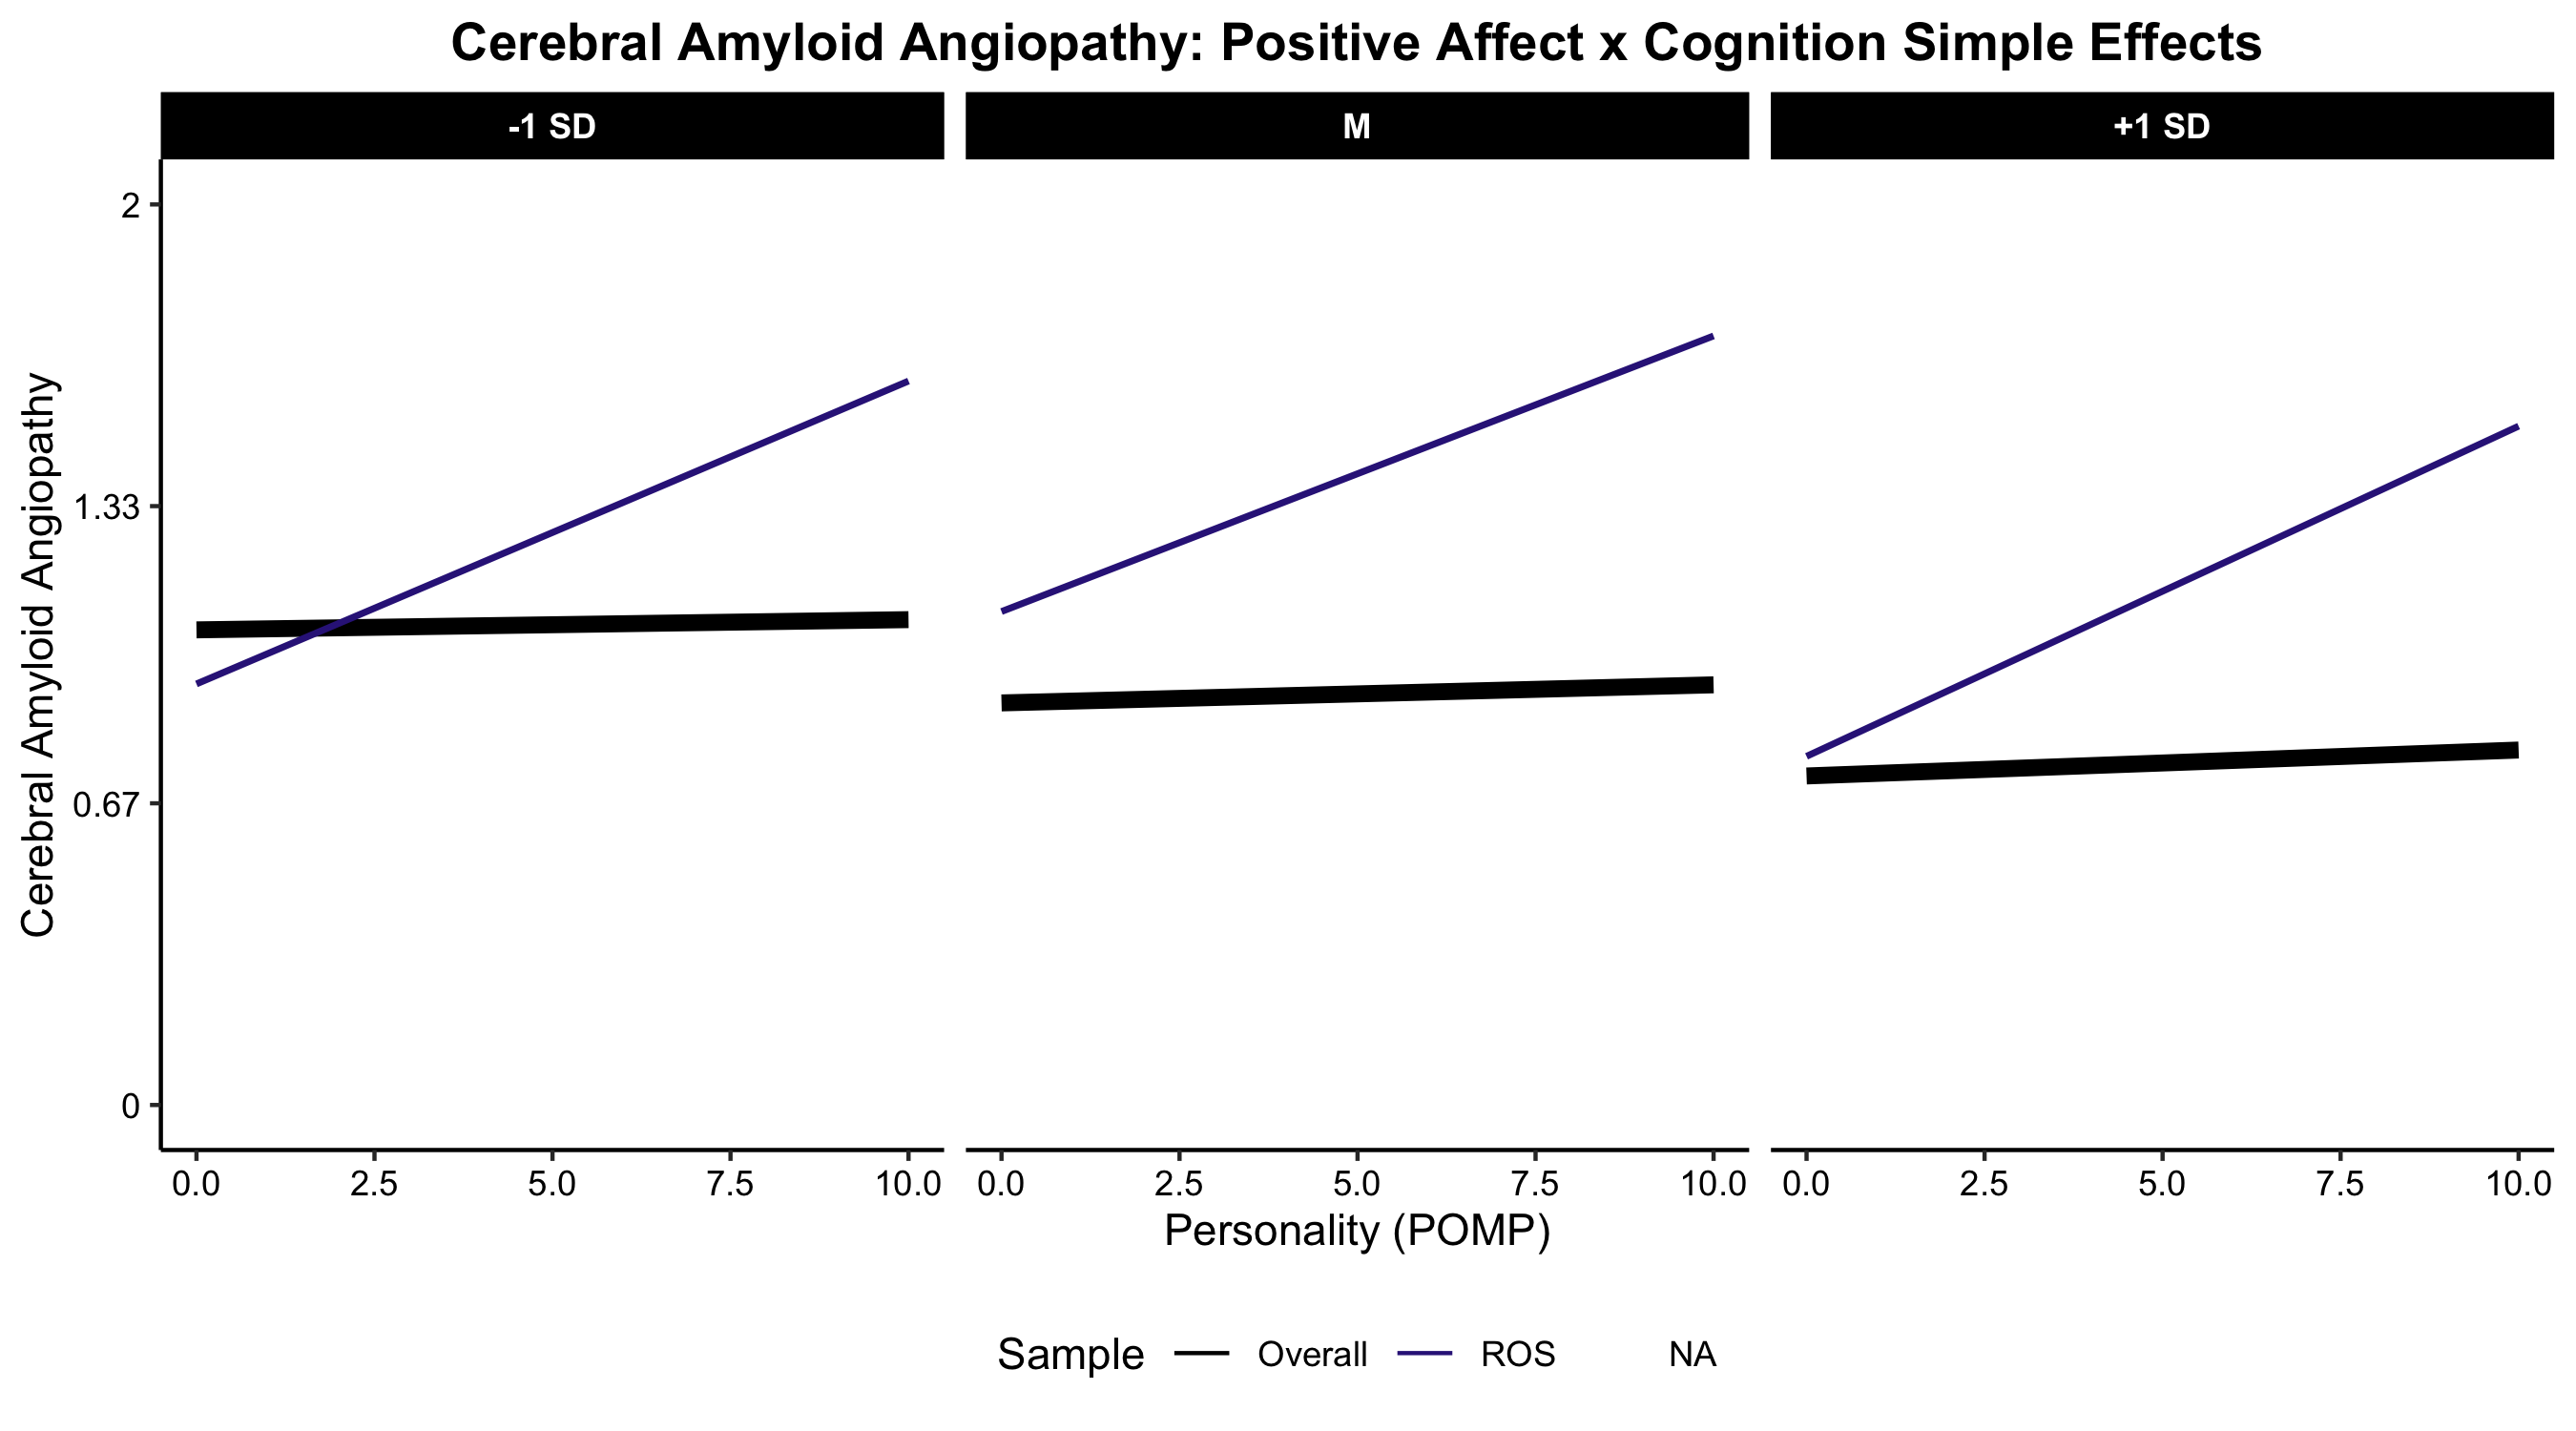 Cerebral Amyloid Angiopathy: Positive Affect x Cognition Simple Effects
-1 SD
M
+1 SD
Cerebral Amyloid Angiopathy
2
1.33
0.67
0
0.0 2.5 5.0 7.5 10.0
0.0 2.5 5.0 7.5 10.0
0.0 2.5 5.0 7.5 10.0
Personality (POMP)
Sample Overall ROS NA